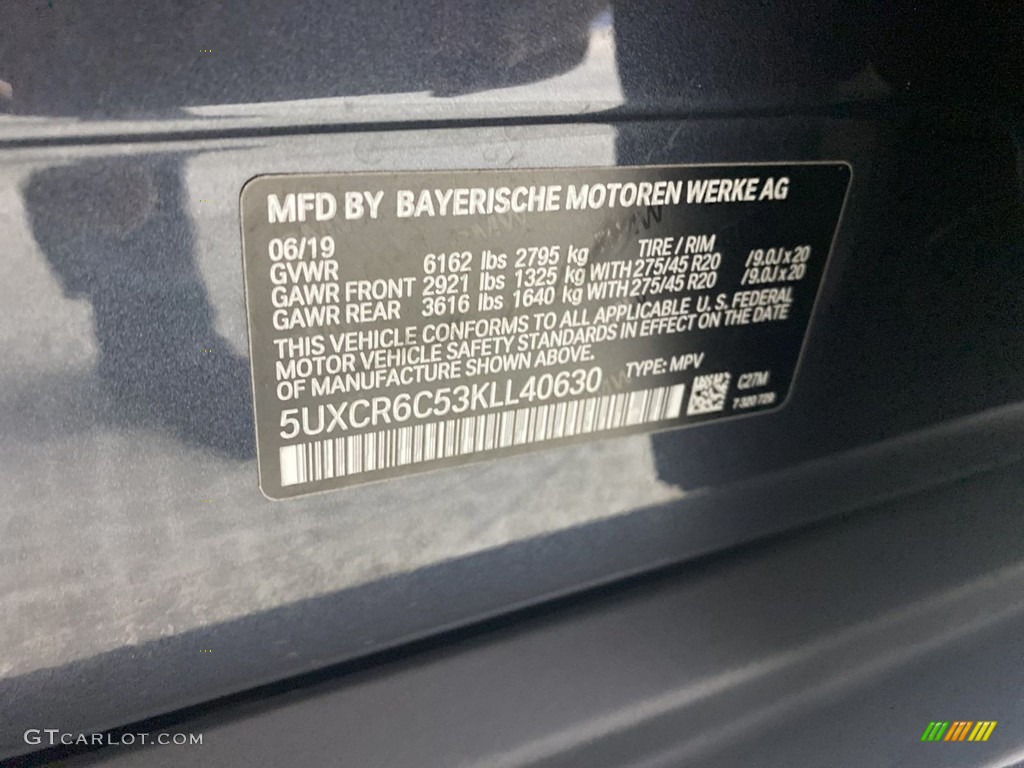 MFD BY BAYERISCHE MOTOREN WERKE AG
06/19 TIRE / RIM
GVWR 6162 lbs 2795 kg
GAWR FRONT 2921 lbs 1325 kg WITH 275/45 R20 /9.0J x 20
GAWR REAR 3616 lbs 1640 kg WITH 275/45 R20 /9.0J x 20
THIS VEHICLE CONFORMS TO ALL APPLICABLE U. S. FEDERAL
MOTOR VEHICLE SAFETY STANDARDS IN EFFECT ON THE DATE
OF MANUFACTURE SHOWN ABOVE.
5UXCR6C53KLL40630 TYPE: MPV
C27M
7 320 729
GTCARLOT.COM